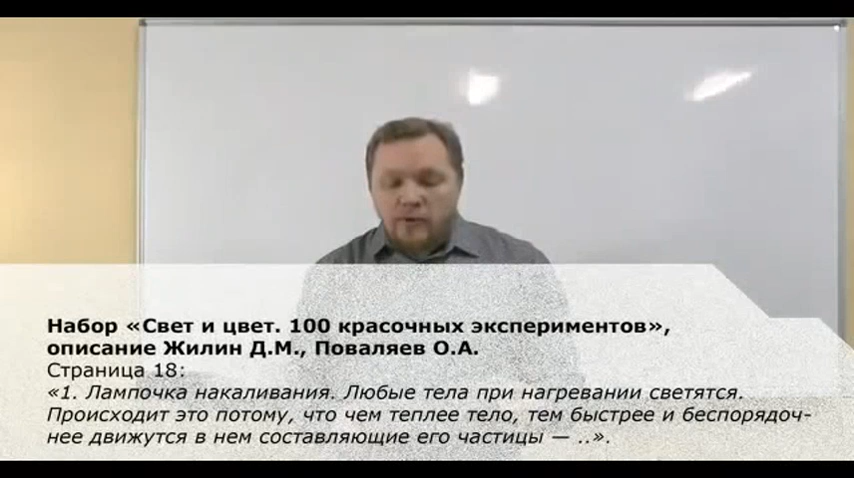 Набор «Свет и цвет. 100 красочных экспериментов»,
описание Жилин Д.М., Поваляев О.А.
Страница 18:
«1. Лампочка накаливания. Любые тела при нагревании светятся.
Происходит это потому, что чем теплее тело, тем быстрее и беспорядоч-
нее движутся в нем составляющие его частицы — ..».